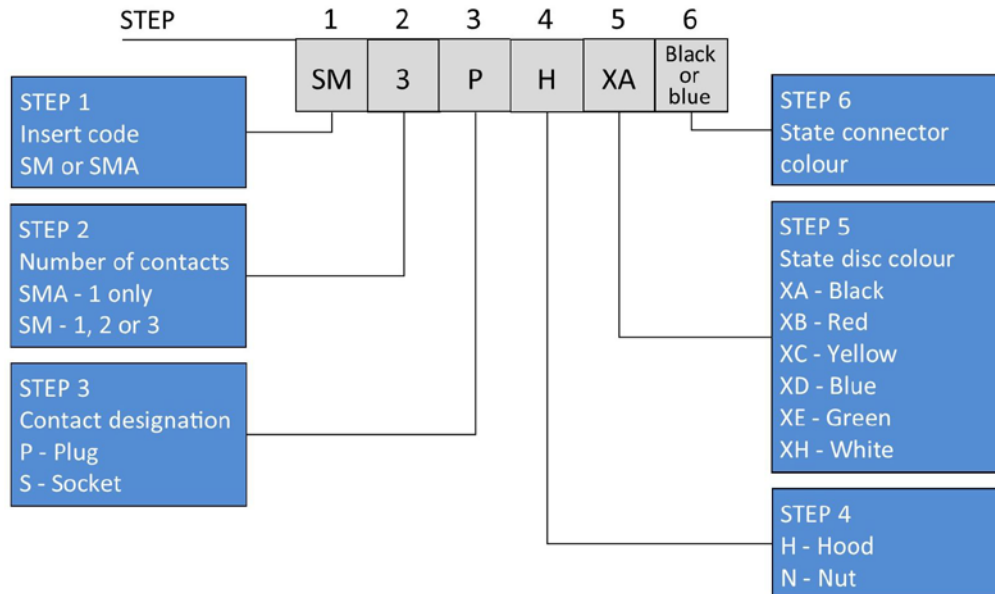 STEP 1 2 3 4 5 6
SM 3 P H XA Black or blue
STEP 1
Insert code
SM or SMA
STEP 2
Number of contacts
SMA - 1 only
SM - 1, 2 or 3
STEP 3
Contact designation
P - Plug
S - Socket
STEP 6
State connector
colour
STEP 5
State disc colour
XA - Black
XB - Red
XC - Yellow
XD - Blue
XE - Green
XH - White
STEP 4
H - Hood
N - Nut